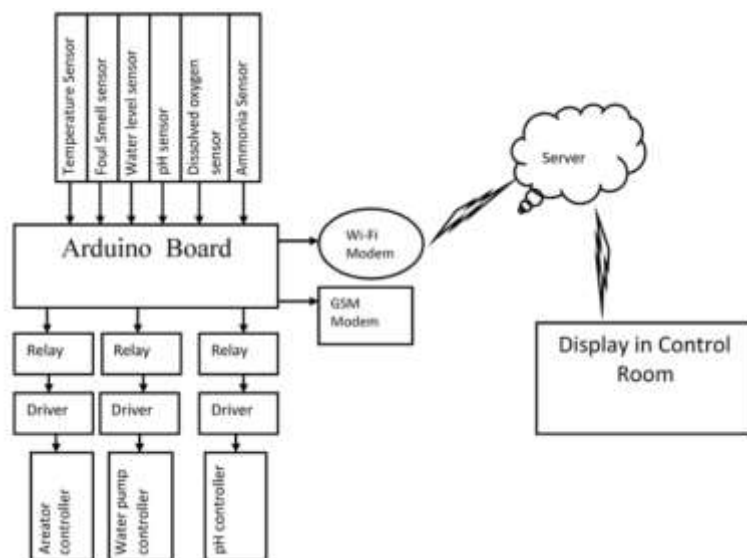 Temperature Sensor
Foul Smell sensor
Water level sensor
pH sensor
Dissolved oxygen
sensor
Ammonia Sensor
Server
Arduino Board
Wi-Fi
Modem
GSM
Modem
Relay
Relay
Relay
Display in Control
Room
Driver
Driver
Driver
Areator
controller
Water pump
controller
pH controller